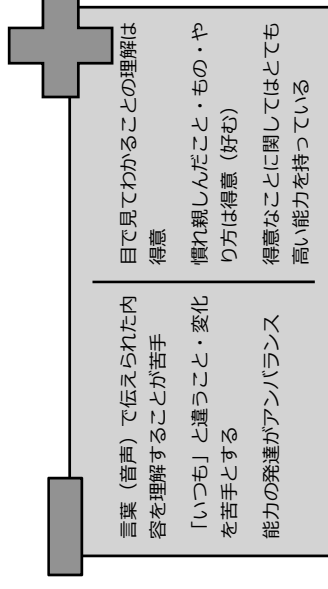 言葉（音声）で伝えられた内
容を理解することが苦手
「いつも」と違うこと・変化
を苦手とする
能力の発達がアンバランス
目で見てわかることの理解は
得意
慣れ親しんだこと・もの・や
り方は得意（好む）
得意なことに関してはとても
高い能力を持っている